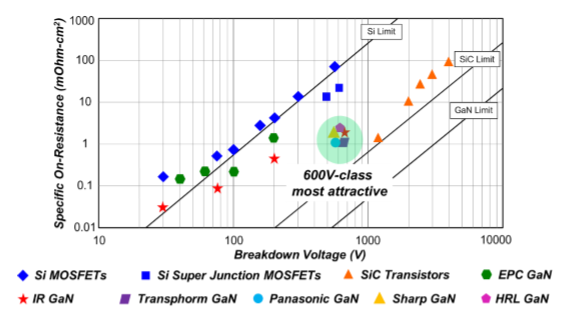 Specific On-Resistance (mOhm-cm²)
1000
100
10
1
0.1
0.01
Si Limit
SiC Limit
GaN Limit
600V-class
most attractive
10 100 1000 10000
Breakdown Voltage (V)
Si MOSFETs Si Super Junction MOSFETs SiC Transistors EPC GaN
IR GaN Transphorm GaN Panasonic GaN Sharp GaN HRL GaN